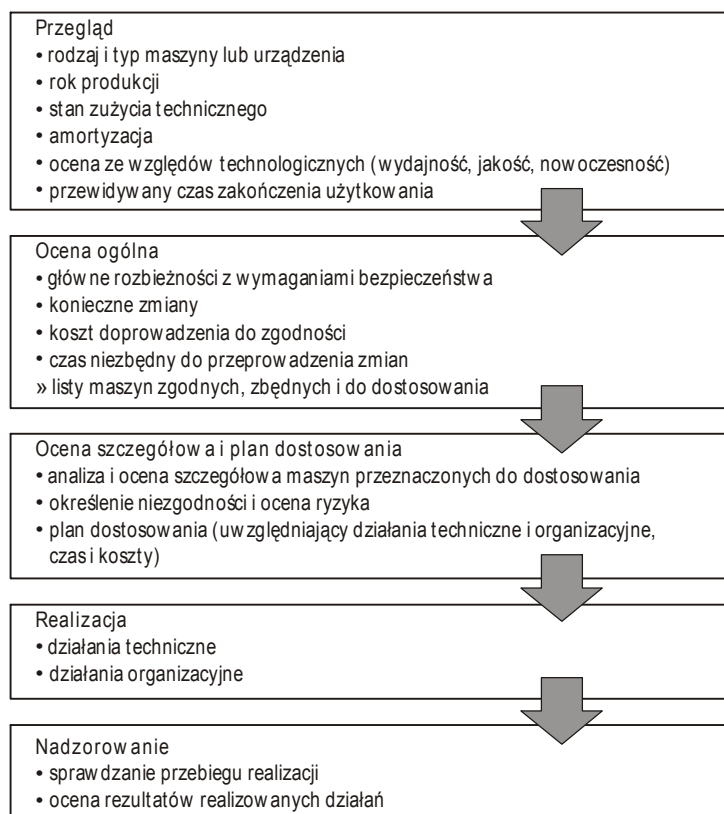 Przegląd
• rodzaj i typ maszyny lub urządzenia
• rok produkcji
• stan zużycia technicznego
• amortyzacja
• ocena ze względów technologicznych (wydajność, jakość, nowoczesność)
• przewidywany czas zakończenia użytkowania
Ocena ogólna
• główne rozbieżności z wymaganiami bezpieczeństwa
• konieczne zmiany
• koszt doprowadzenia do zgodności
• czas niezbędny do przeprowadzenia zmian
» listy maszyn zgodnych, zbędnych i do dostosowania
Ocena szczegółowa i plan dostosowania
• analiza i ocena szczegółowa maszyn przeznaczonych do dostosowania
• określenie niezgodności i ocena ryzyka
• plan dostosowania (uwzględniający działania techniczne i organizacyjne,
czas i koszty)
Realizacja
• działania techniczne
• działania organizacyjne
Nadzorowanie
• sprawdzanie przebiegu realizacji
• ocena rezultatów realizowanych działań